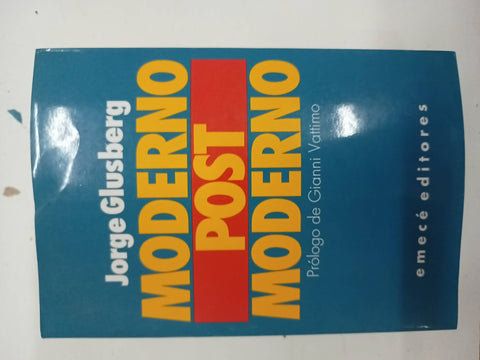 Jorge Glusberg
MODERNO
POST
MODERNO
Prólogo de Gianni Vattimo
emecé editores